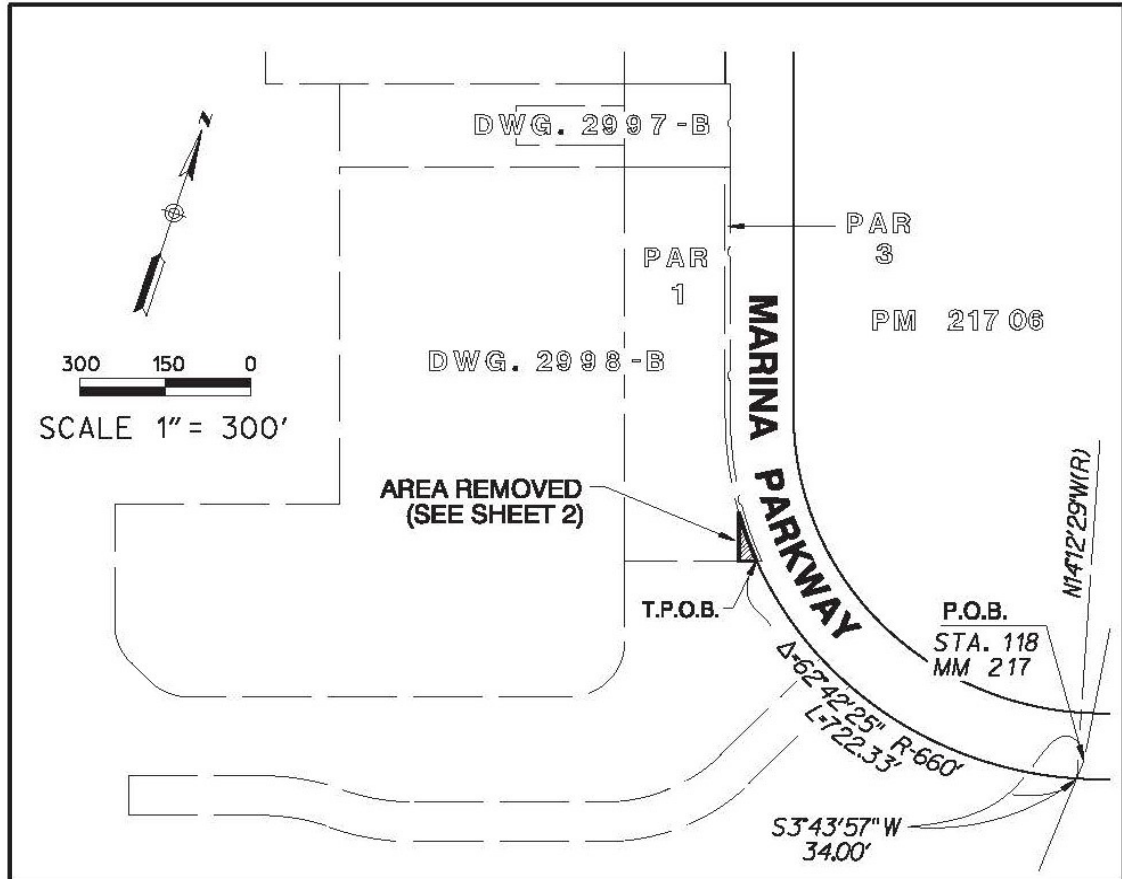 DWG. 2997-B
N
PAR
3
PAR
1
PM 217 06
300 150 0
SCALE 1"= 300'
DWG. 2998-B
MARINA PARKWAY
AREA REMOVED
(SEE SHEET 2)
N14°12'29"W(R)
T.P.O.B.
P.O.B.
STA. 118
MM 217
Δ=62°42'25" R=660'
L=722.33'
S3°43'57"W
34.00'